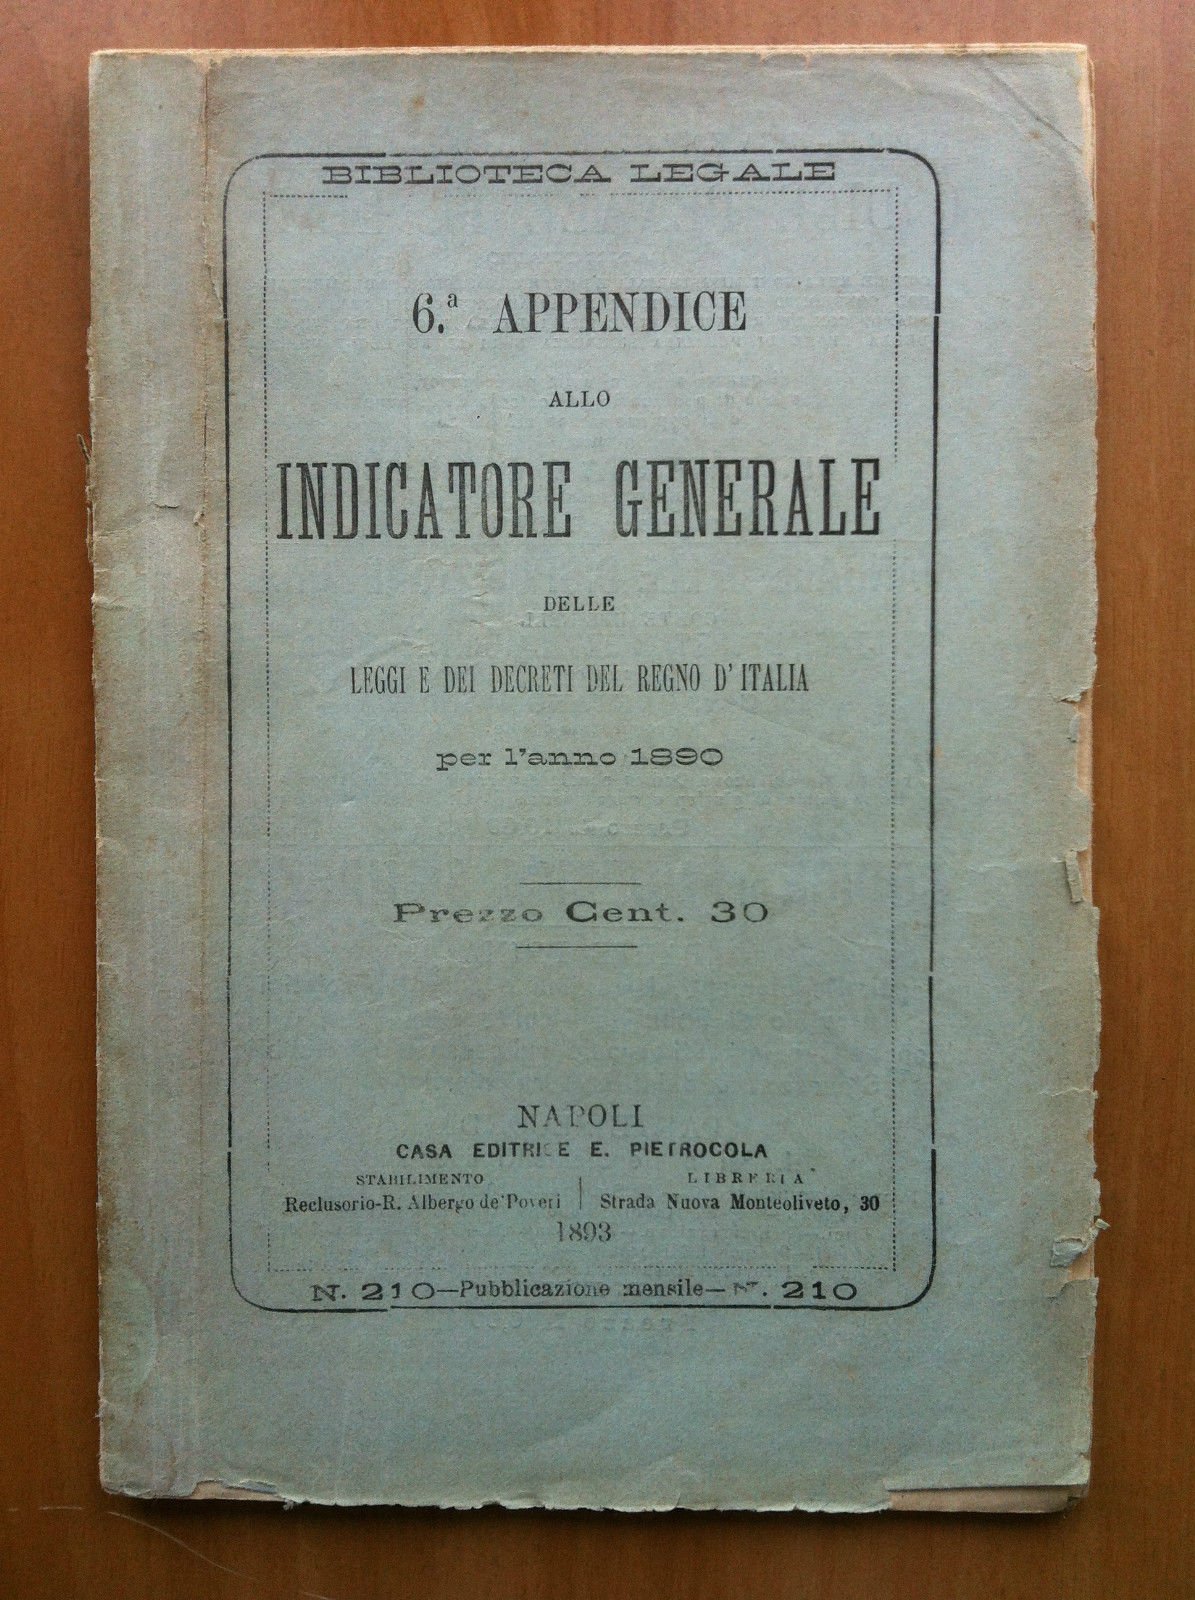 BIBLIOTECA LEGALE
6.ª APPENDICE
ALLO
INDICATORE GENERALE
DELLE
LEGGI E DEI DECRETI DEL REGNO D'ITALIA
per l'anno 1890
Prezzo Cent. 30
NAPOLI
CASA EDITRICE E. PIETROCOLA
STABILIMENTO
Reclusorio-R. Albergo de' Poveri
LIBRERIA
Strada Nuova Monteoliveto, 30
1893
N. 210—Pubblicazione mensile—N. 210